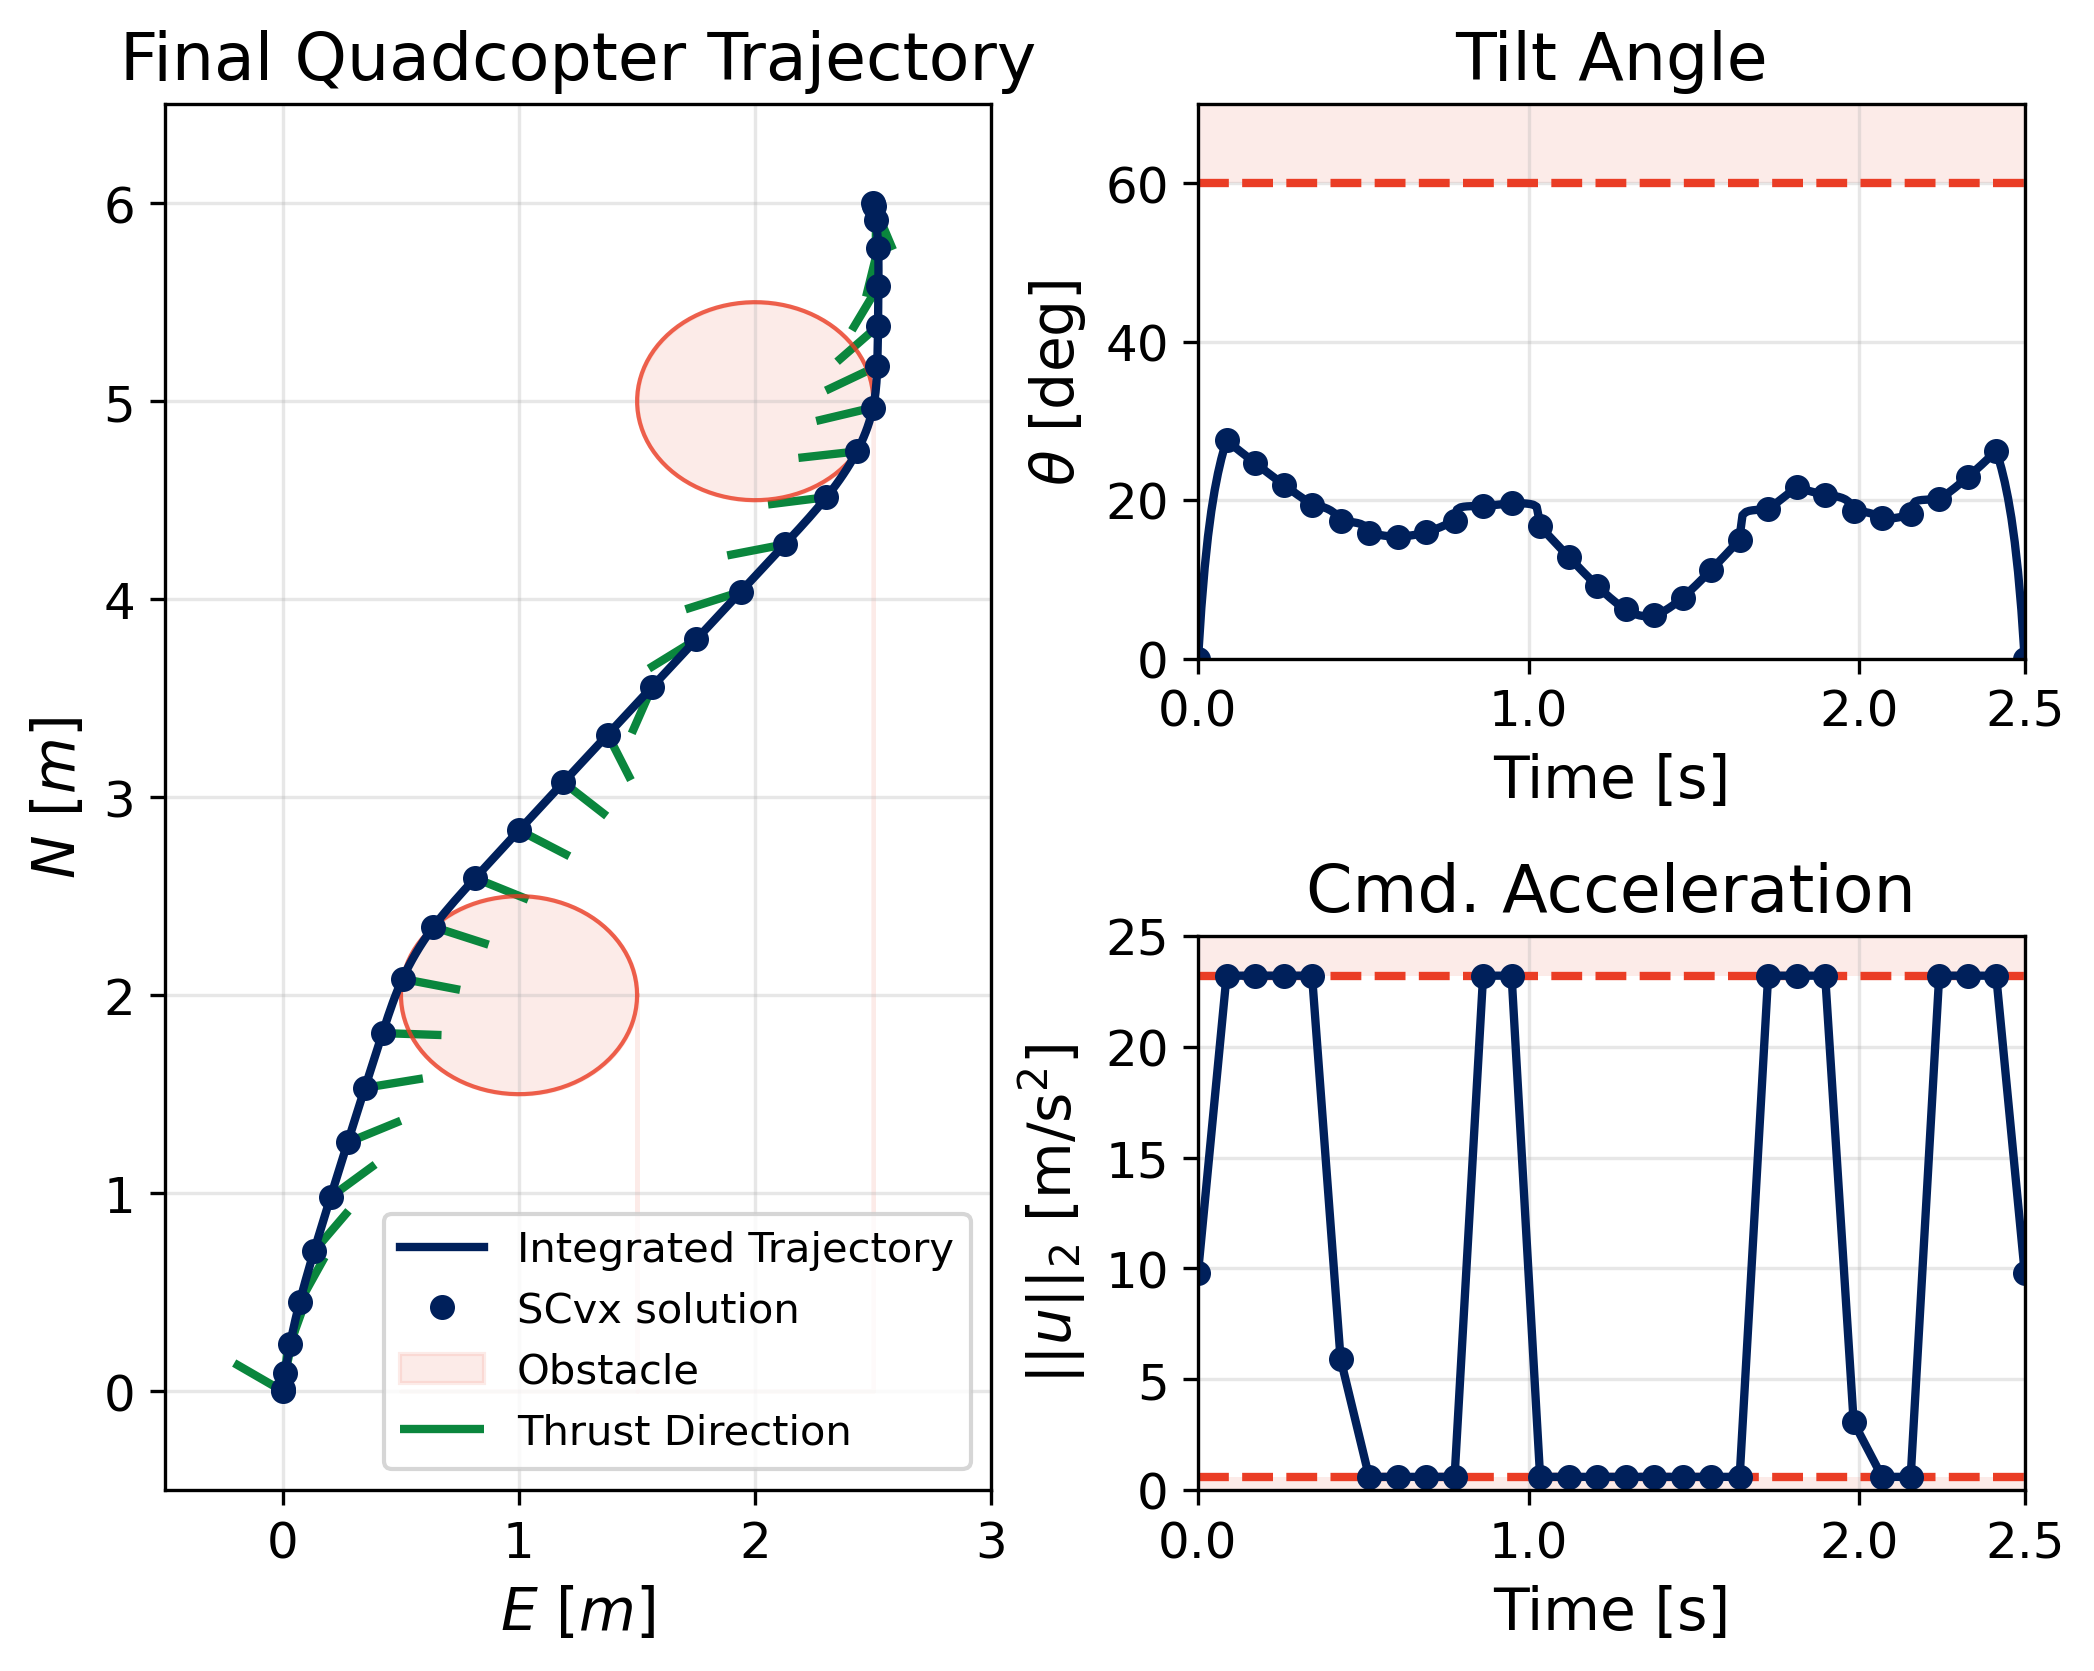 Final Quadcopter Trajectory
6
5
4
3
2
1
0
N [m]
0 1 2 3
E [m]
Integrated Trajectory
SCvx solution
Obstacle
Thrust Direction
Tilt Angle
60
40
20
0
θ [deg]
0.0 1.0 2.0 2.5
Time [s]
Cmd. Acceleration
25
20
15
10
5
0
||u||₂ [m/s²]
0.0 1.0 2.0 2.5
Time [s]